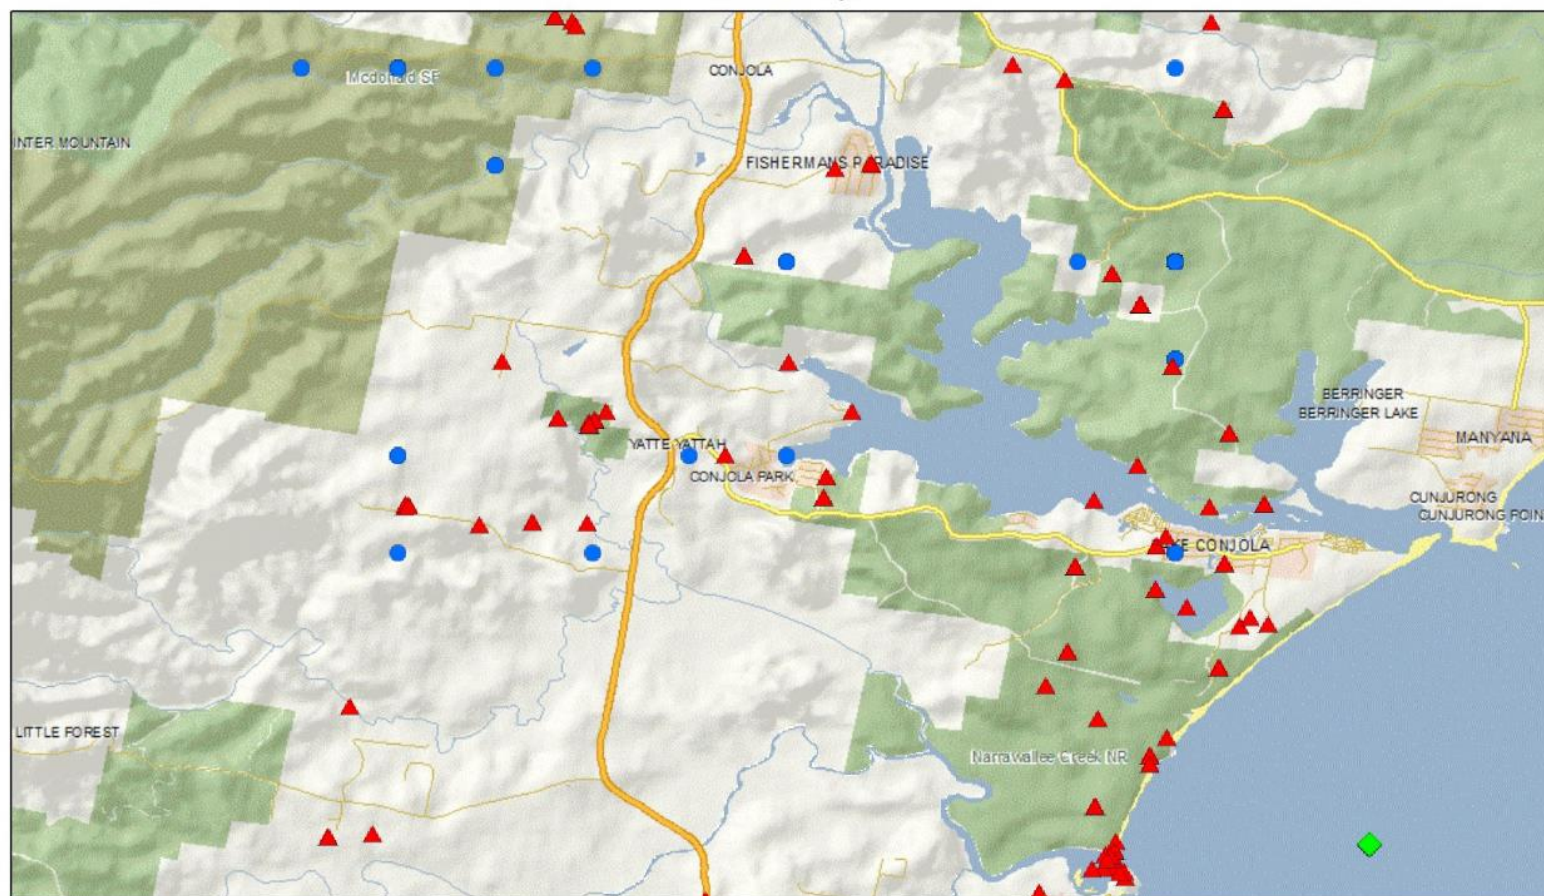 CONJOLA
Mcdonald SF
INTER MOUNTAIN
FISHERMANS PARADISE
BERRINGER
BERRINGER LAKE
MANYANA
YATTE YATTAH
CONJOLA PARK
CUNJURONG
CUNJURONG POIN
LAKE CONJOLA
LITTLE FOREST
Narrawallee Creek NR